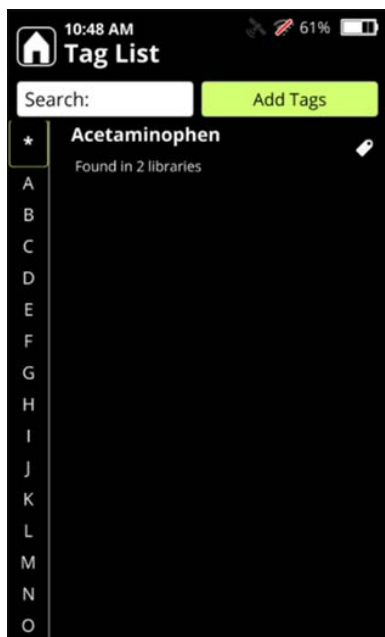 10:48 AM
61%
Tag List
Search:
Add Tags
*
Acetaminophen
Found in 2 libraries
A
B
C
D
E
F
G
H
I
J
K
L
M
N
O